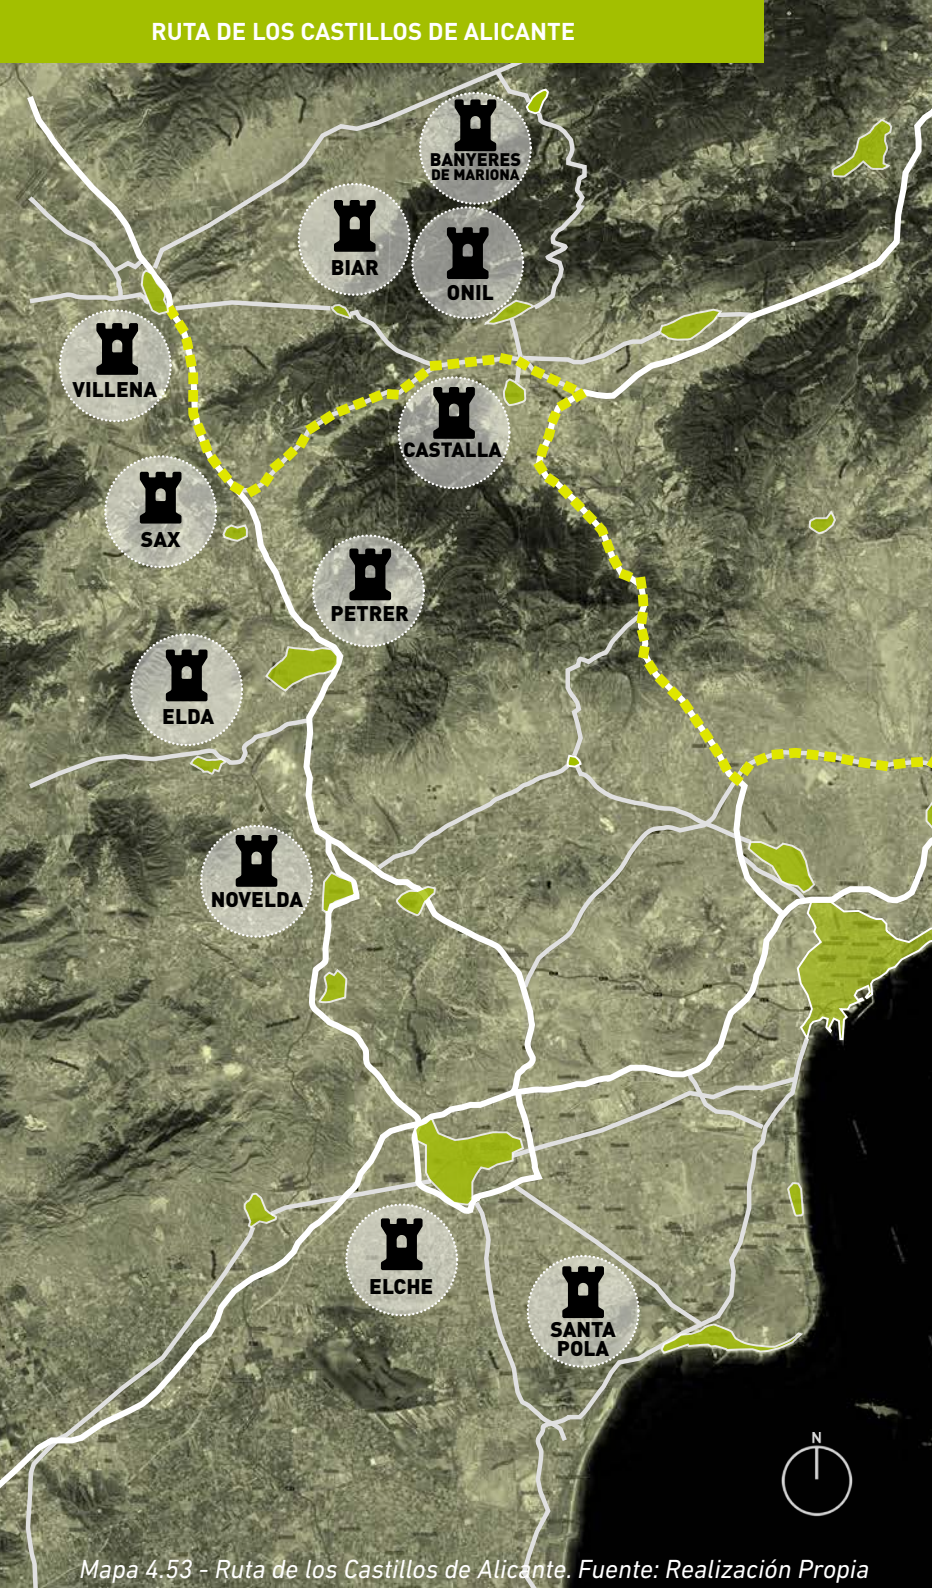 RUTA DE LOS CASTILLOS DE ALICANTE
BANYERES
DE MARIONA
BIAR
ONIL
VILLENA
CASTALLA
SAX
PETRER
ELDA
NOVELDA
ELCHE
SANTA
POLA
N
Mapa 4.53 - Ruta de los Castillos de Alicante. Fuente: Realización Propia